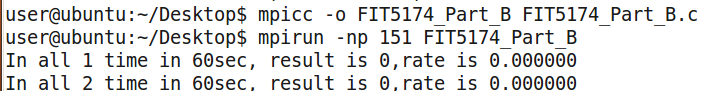 user@ubuntu:~/Desktop$ mpicc -o FIT5174_Part_B FIT5174_Part_B.c
user@ubuntu:~/Desktop$ mpirun -np 151 FIT5174_Part_B
In all 1 time in 60sec, result is 0,rate is 0.000000
In all 2 time in 60sec, result is 0,rate is 0.000000